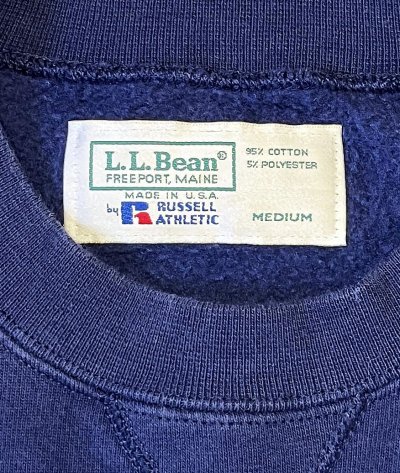 L.L.Bean®
FREEPORT, MAINE
MADE IN U.S.A.
by R RUSSELL
ATHLETIC
95% COTTON
5% POLYESTER
MEDIUM